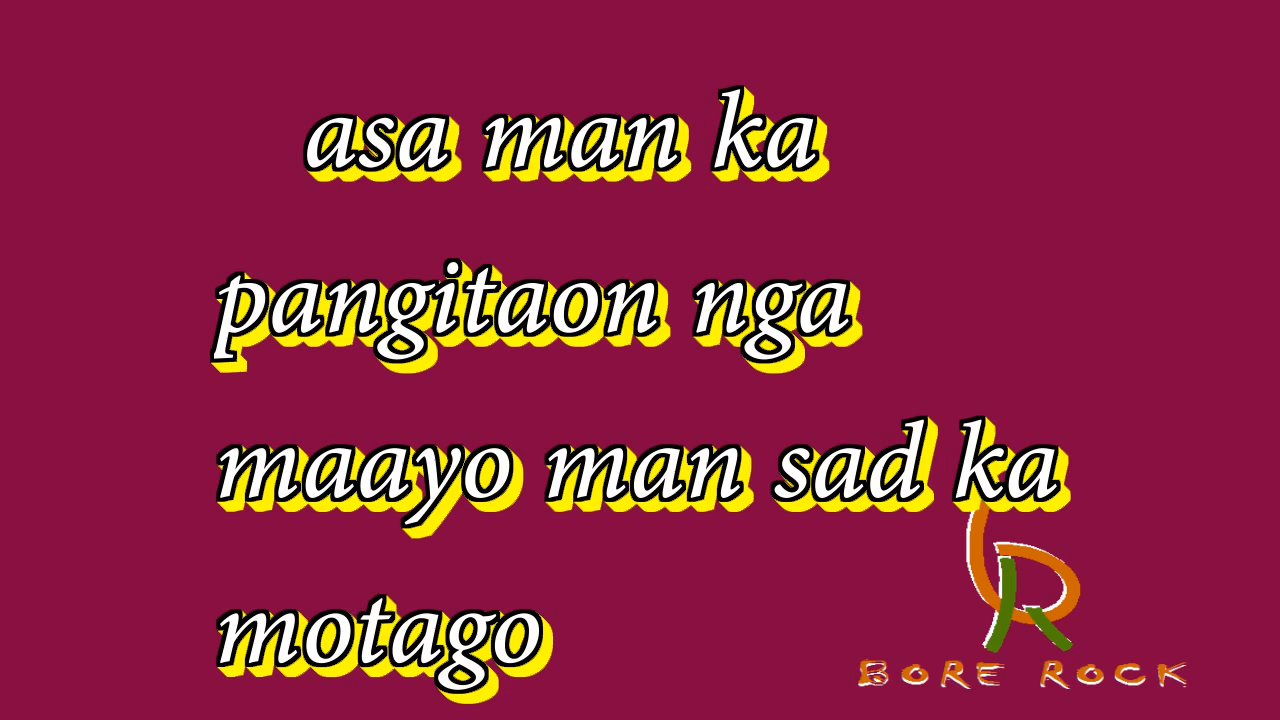 asa man ka
pangitaon nga
maayo man sad ka
motago
BORE ROCK